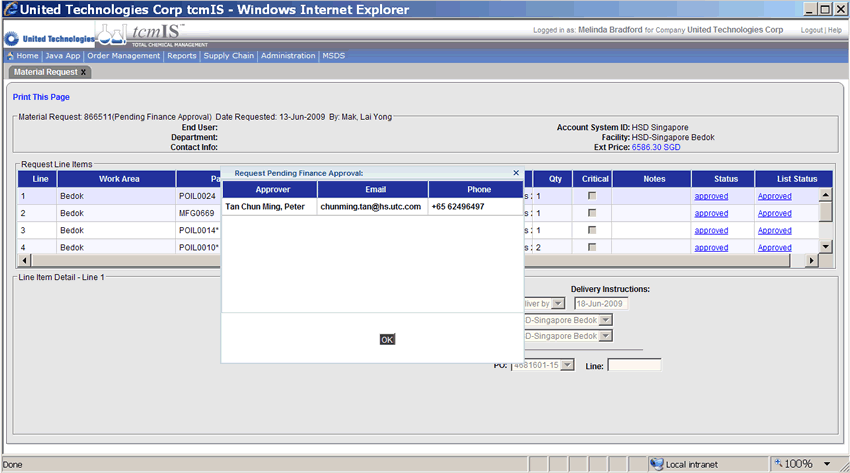 United Technologies Corp tcmIS - Windows Internet Explorer
United Technologies tcmIS™
TOTAL CHEMICAL MANAGEMENT
Logged in as: Melinda Bradford for Company United Technologies Corp Logout | Help
Home | Java App | Order Management | Reports | Supply Chain | Administration | MSDS
Material Request X
Print This Page
Material Request: 866511(Pending Finance Approval) Date Requested: 13-Jun-2009 By: Mak, Lai Yong
End User: Account System ID: HSD Singapore
Department: Facility: HSD-Singapore Bedok
Contact Info: Ext Price: 6586.30 SGD
Request Line Items
Line Work Area Pa Qty Critical Notes Status List Status
1 Bedok POIL0024 1 approved Approved
2 Bedok MFG0669 1 approved Approved
3 Bedok POIL0014* 1 approved Approved
4 Bedok POIL0010* 2 approved Approved
Request Pending Finance Approval: ×
Approver Email Phone
Tan Chun Ming, Peter chunming.tan@hs.utc.com +65 62496497
OK
Line Item Detail - Line 1
Delivery Instructions:
liver by 18-Jun-2009
D-Singapore Bedok
D-Singapore Bedok
PO: 4681601-15 Line:
Done Local intranet 100%